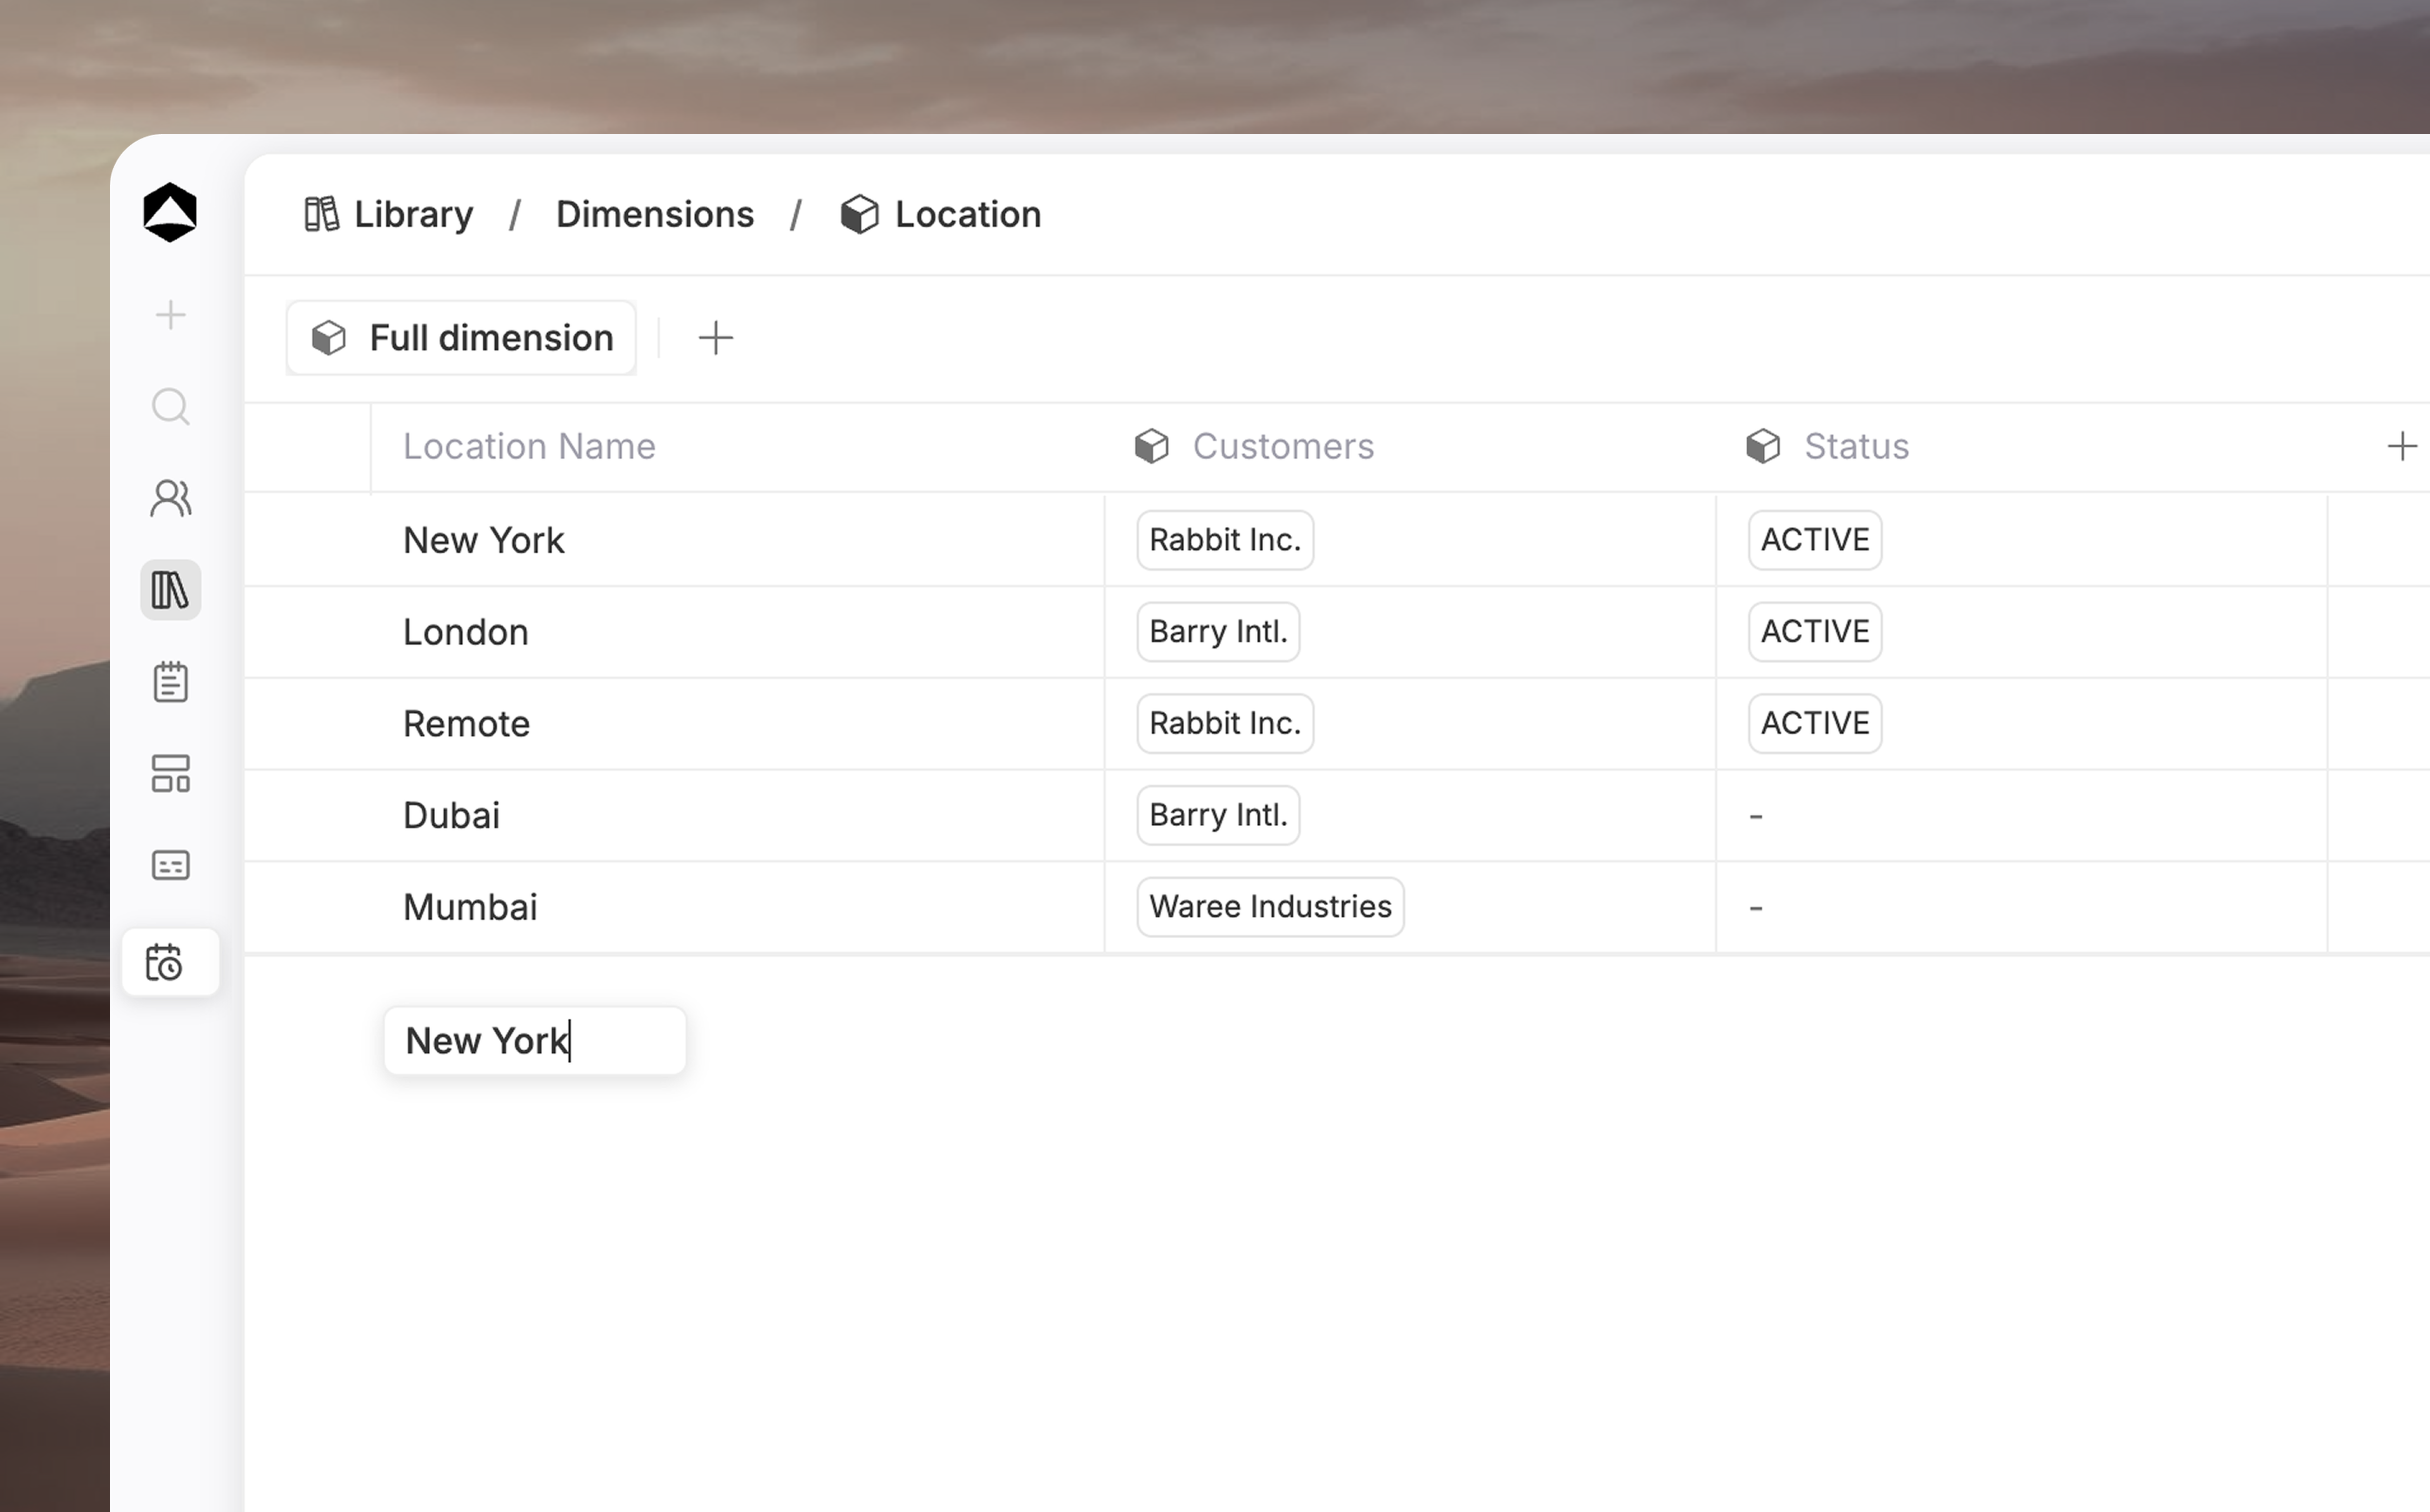 Library / Dimensions / Location
Full dimension
Location Name Customers Status
New York Rabbit Inc. ACTIVE
London Barry Intl. ACTIVE
Remote Rabbit Inc. ACTIVE
Dubai Barry Intl. -
Mumbai Waree Industries -
New York